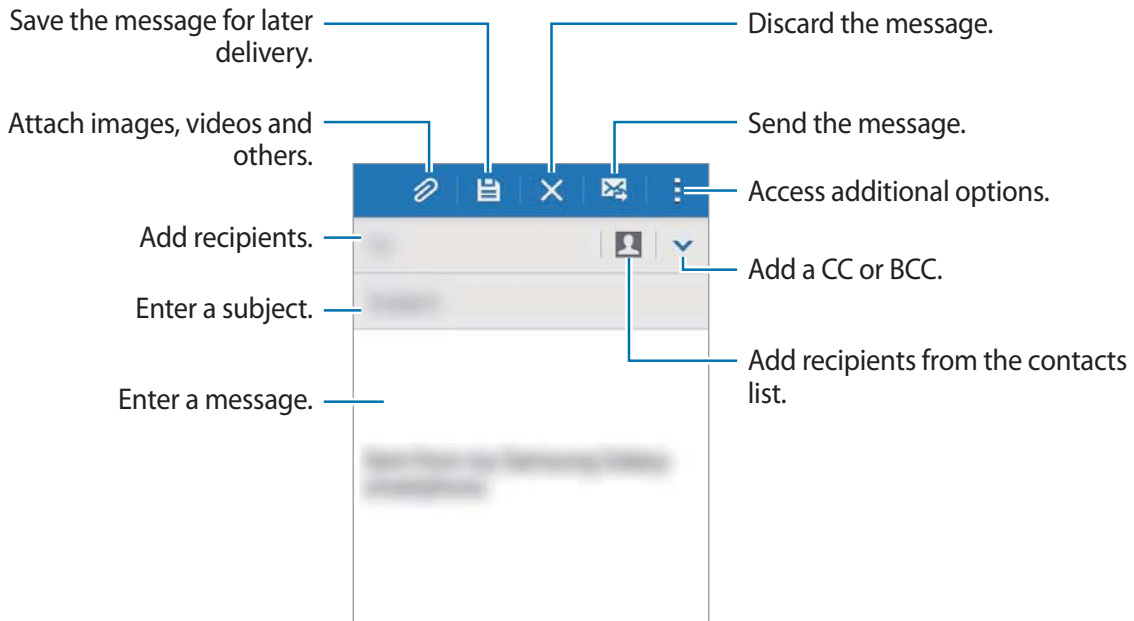 Save the message for later
delivery.
Attach images, videos and
others.
Add recipients.
Enter a subject.
Enter a message.
Discard the message.
Send the message.
Access additional options.
Add a CC or BCC.
Add recipients from the contacts
list.